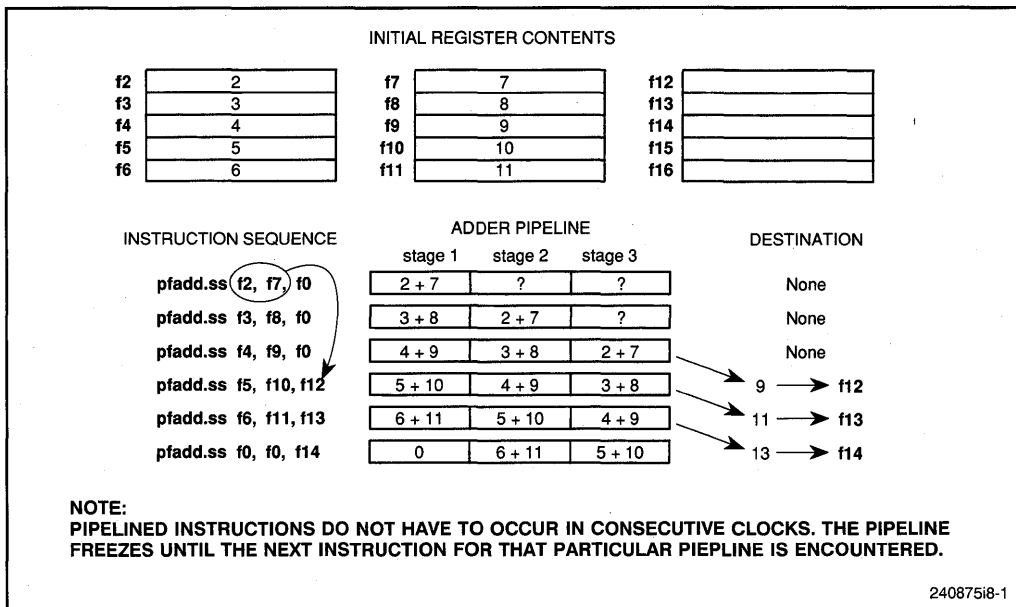 INITIAL REGISTER CONTENTS
f2 2 f7 7 f12
f3 3 f8 8 f13
f4 4 f9 9 f14
f5 5 f10 10 f15
f6 6 f11 11 f16
INSTRUCTION SEQUENCE ADDER PIPELINE DESTINATION
stage 1 stage 2 stage 3
pfadd.ss f2, f7, f0 2 + 7 ? ? None
pfadd.ss f3, f8, f0 3 + 8 2 + 7 ? None
pfadd.ss f4, f9, f0 4 + 9 3 + 8 2 + 7 None
pfadd.ss f5, f10, f12 5 + 10 4 + 9 3 + 8 9 f12
pfadd.ss f6, f11, f13 6 + 11 5 + 10 4 + 9 11 f13
pfadd.ss f0, f0, f14 0 6 + 11 5 + 10 13 f14
NOTE:
PIPELINED INSTRUCTIONS DO NOT HAVE TO OCCUR IN CONSECUTIVE CLOCKS. THE PIPELINE
FREEZES UNTIL THE NEXT INSTRUCTION FOR THAT PARTICULAR PIEPLINE IS ENCOUNTERED.
240875i8-1